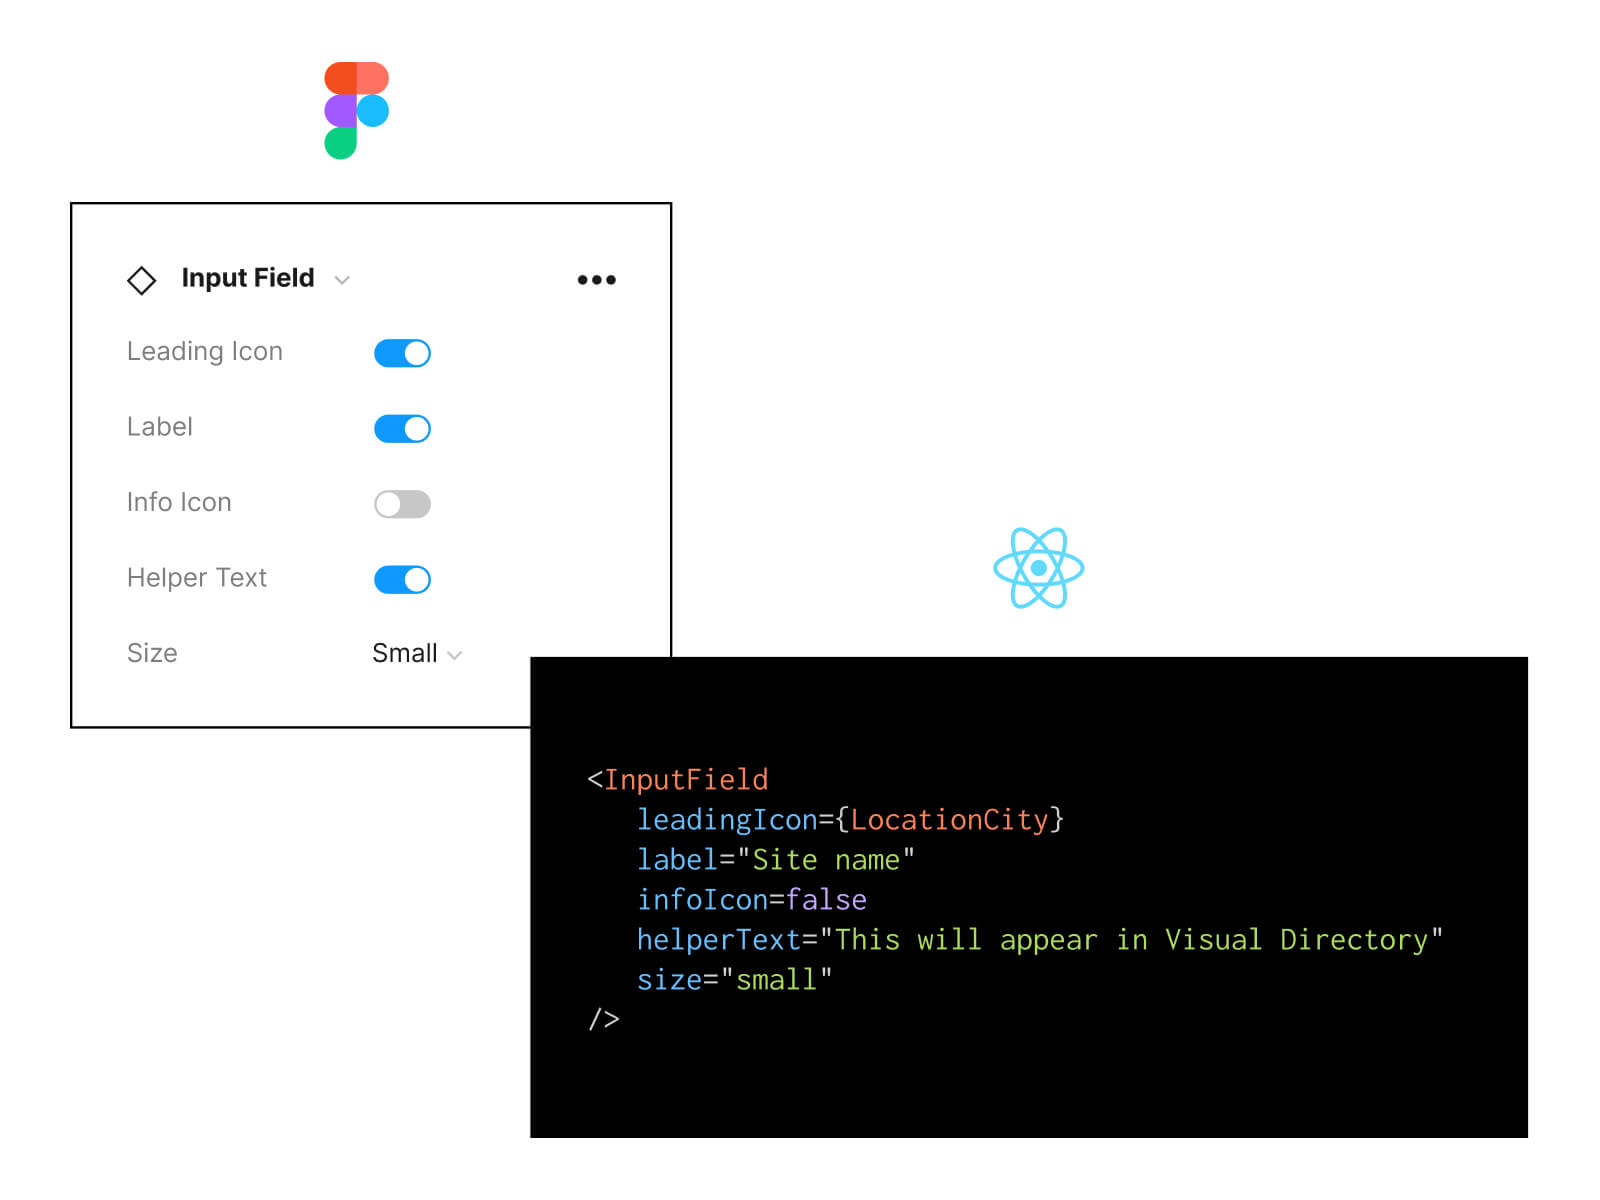 Input Field
Leading Icon
Label
Info Icon
Helper Text
Size Small
<InputField
leadingIcon={LocationCity}
label="Site name"
infoIcon=false
helperText="This will appear in Visual Directory"
size="small"
/>